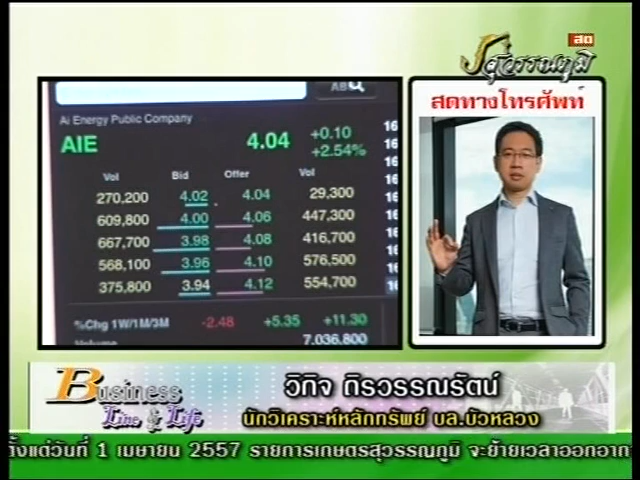 สด
สุวรรณภูมิ
สดทางโทรศัพท์
AB
Ai Energy Public Company
AIE 4.04 +0.10
+2.54%
Vol Bid Offer Vol
270,200 4.02 4.04 29,300
609,800 4.00 4.06 447,300
667,700 3.98 4.08 416,700
568,100 3.96 4.10 576,500
375,800 3.94 4.12 554,700
%Chg 1W/1M/3M -2.48 +5.35 +11.30
Volume 7,036,800
Business
Line & Life
วิกิจ ถิรวรรณรัตน์
นักวิเคราะห์หลักทรัพย์ บล.บัวหลวง
ตั้งแต่วันที่ 1 เมษายน 2557 รายการเกษตรสุวรรณภูมิ จะย้ายเวลาออกอากา